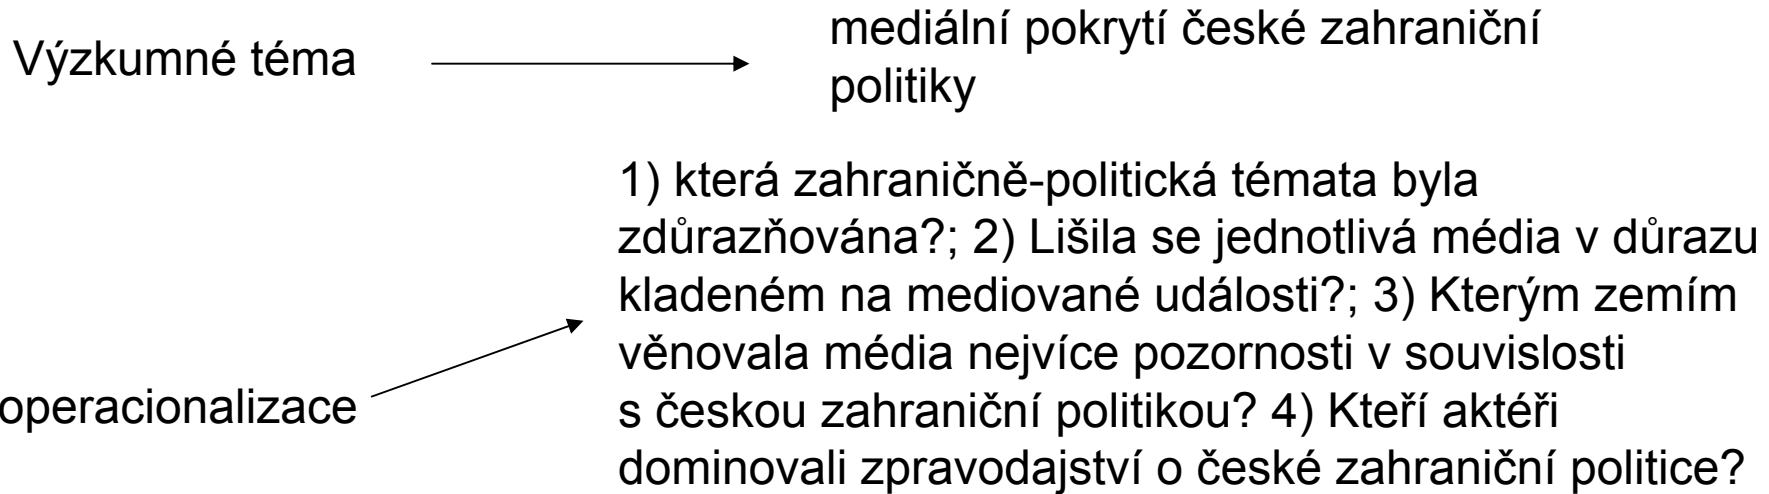 Výzkumné téma
mediální pokrytí české zahraniční
politiky
1) která zahraničně-politická témata byla
zdůrazňována?; 2) Lišila se jednotlivá média v důrazu
kladeném na mediované události?; 3) Kterým zemím
věnovala média nejvíce pozornosti v souvislosti
s českou zahraniční politikou? 4) Kteří aktéři
dominovali zpravodajství o české zahraniční politice?
operacionalizace